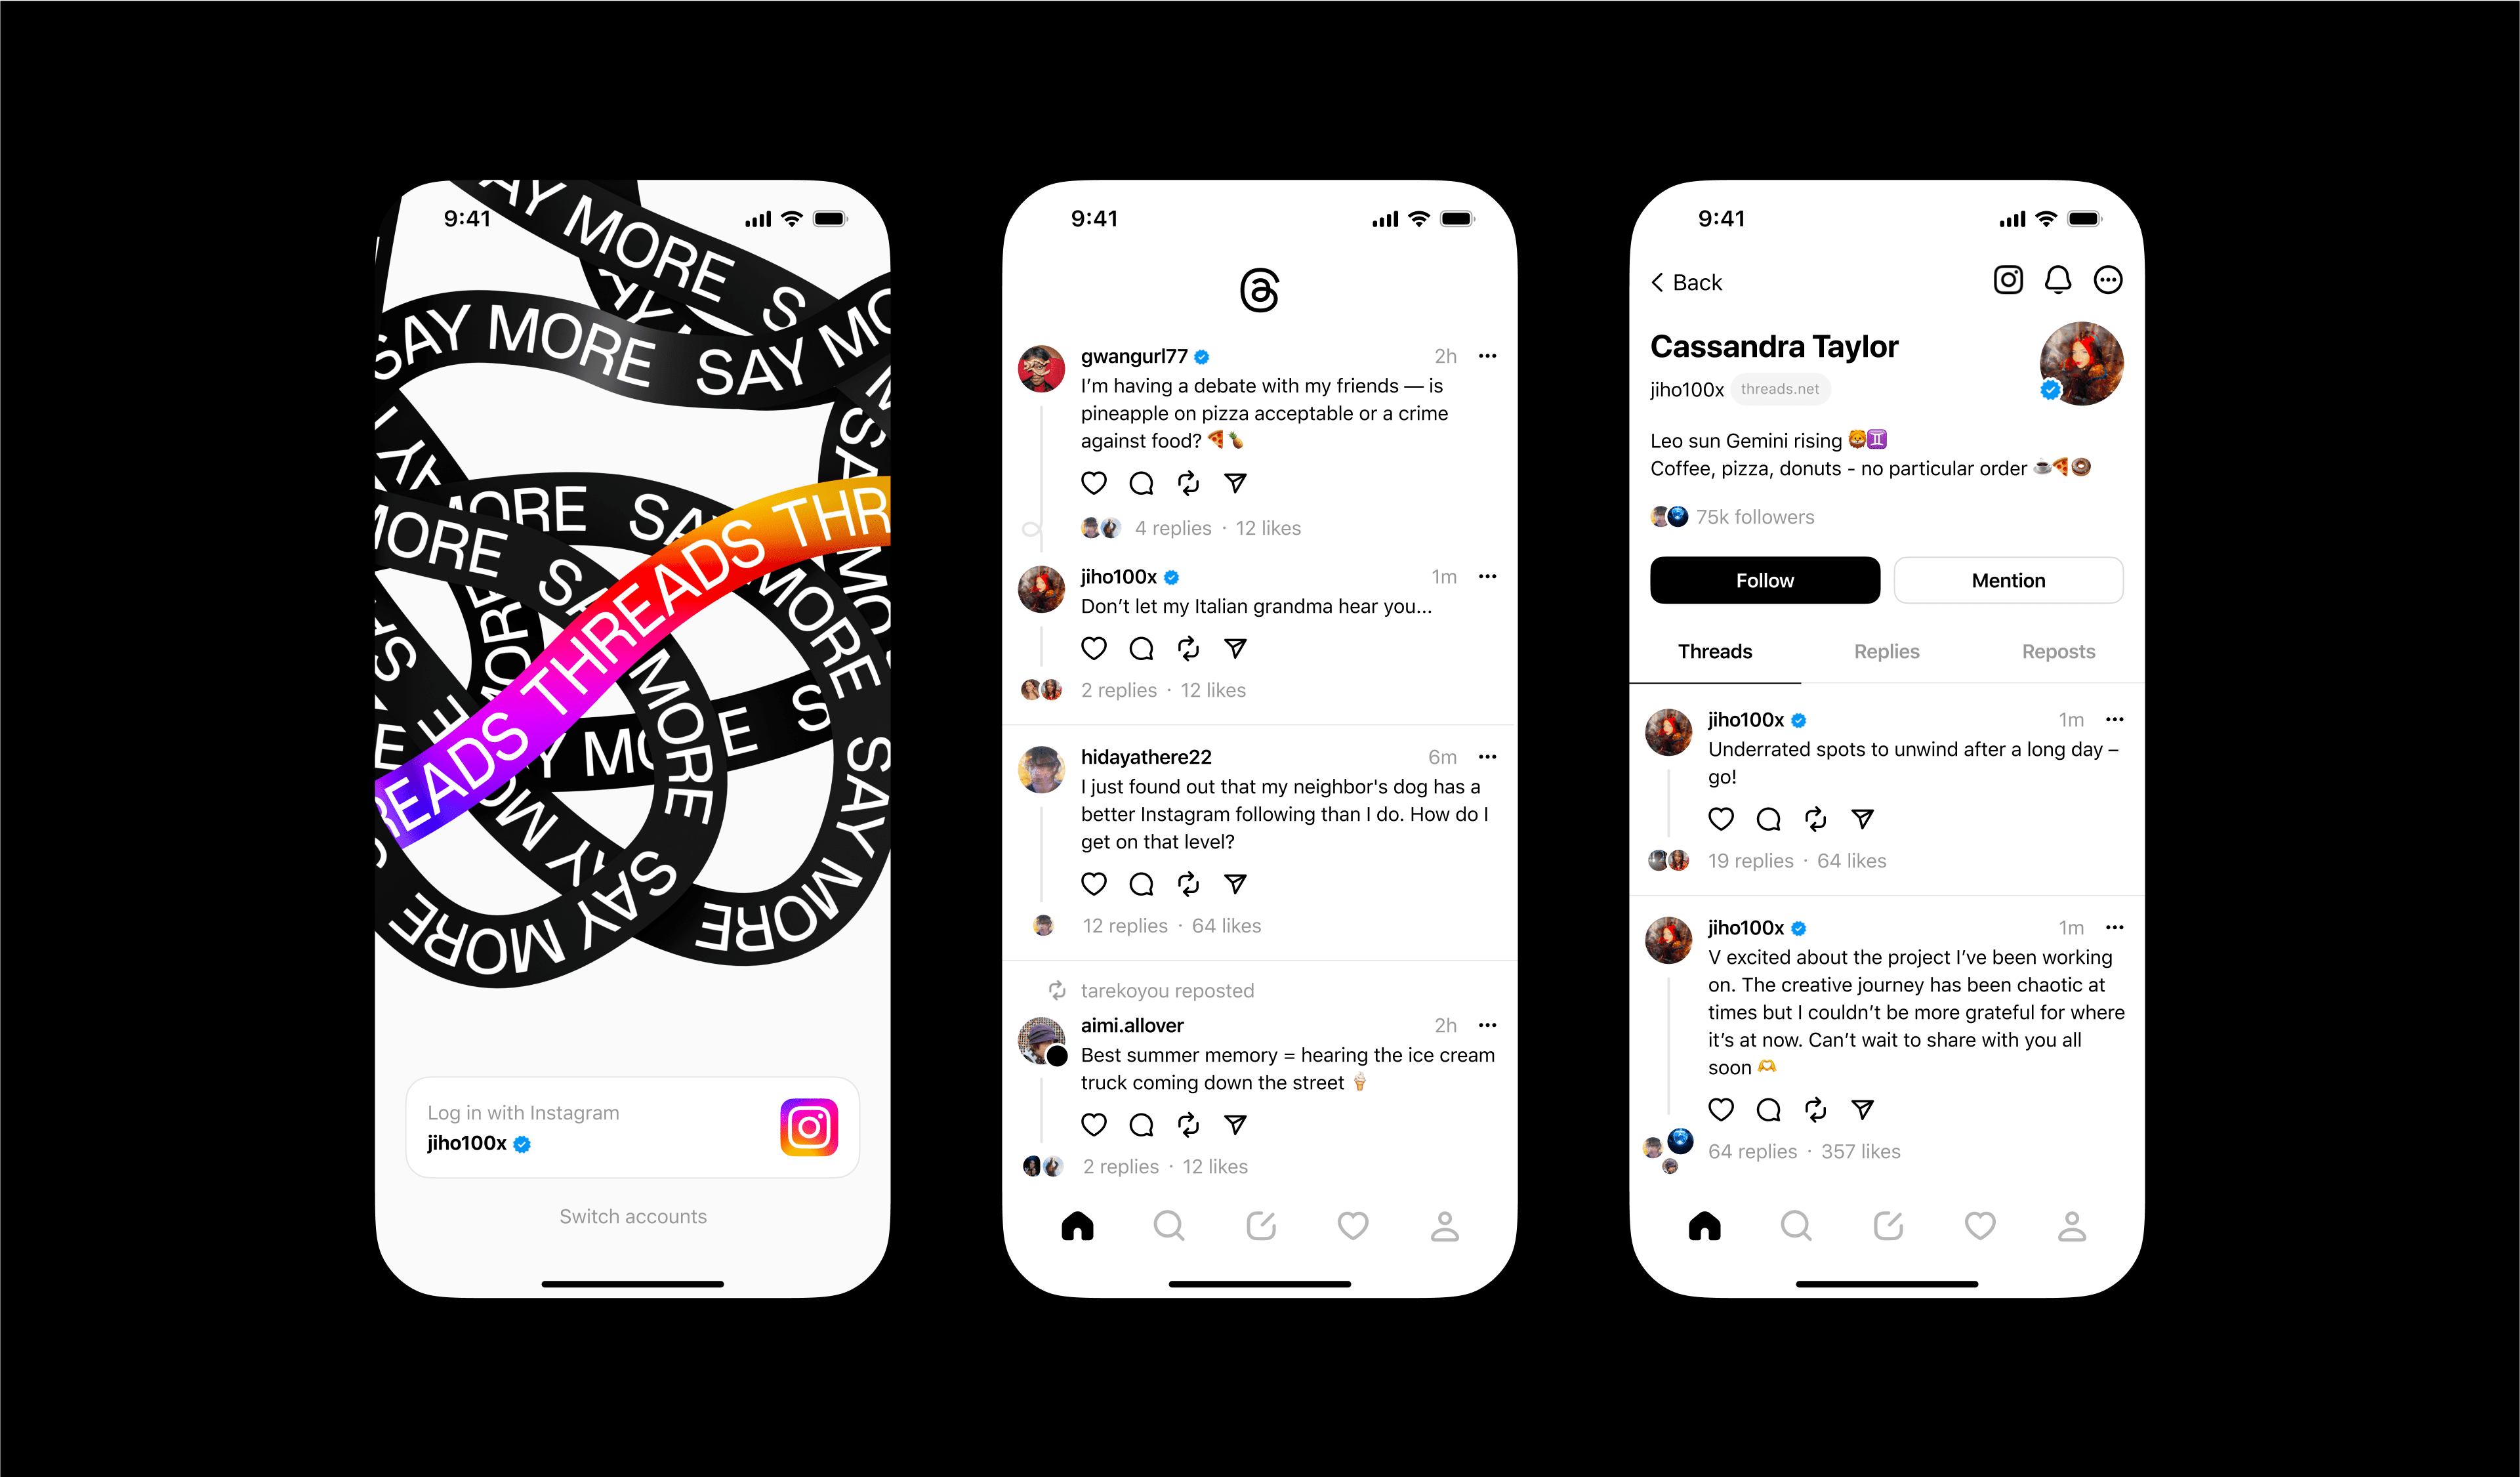 9:41
SAY MORE
SAY MORE SAY MO
MORE
MORE
SAY MORE
SAY MORE
THREADS
Log in with Instagram
jiho100x
Switch accounts
9:41
gwangurl77
2h
I'm having a debate with my friends — is
pineapple on pizza acceptable or a crime
against food? 🍕🍍
4 replies · 12 likes
jiho100x
1m
Don't let my Italian grandma hear you...
2 replies · 12 likes
hidayathere22
6m
I just found out that my neighbor's dog has a
better Instagram following than I do. How do I
get on that level?
12 replies · 64 likes
tarekoyou reposted
aimi.allover
2h
Best summer memory = hearing the ice cream
truck coming down the street 🍦
2 replies · 12 likes
9:41
Back
Cassandra Taylor
jiho100x threads.net
Leo sun Gemini rising 🦁♊
Coffee, pizza, donuts - no particular order ☕🍕🍩
75k followers
Follow
Mention
Threads
Replies
Reposts
jiho100x
1m
Underrated spots to unwind after a long day –
go!
19 replies · 64 likes
jiho100x
1m
V excited about the project I've been working
on. The creative journey has been chaotic at
times but I couldn't be more grateful for where
it's at now. Can't wait to share with you all
soon 🫶
64 replies · 357 likes